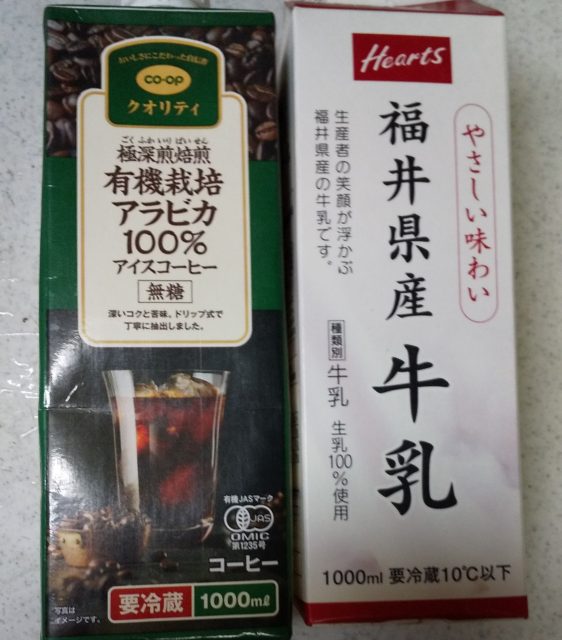 おいしさにこだわった自信作
CO・OP
クオリティ
ごくふかいりばいせん
極深煎焙煎
有機栽培
アラビカ
100%
アイスコーヒー
無糖
深いコクと苦味。ドリップ式で
丁寧に抽出しました。
有機JASマーク
JAS
OMIC
第1235号
コーヒー
写真は
イメージです。
要冷蔵
1000mℓ
Hearts
やさしい味わい
福井県産牛乳
生産者の笑顔が浮かぶ
福井県産の牛乳です。
種類別 牛乳 生乳100%使用
1000ml 要冷蔵10℃以下